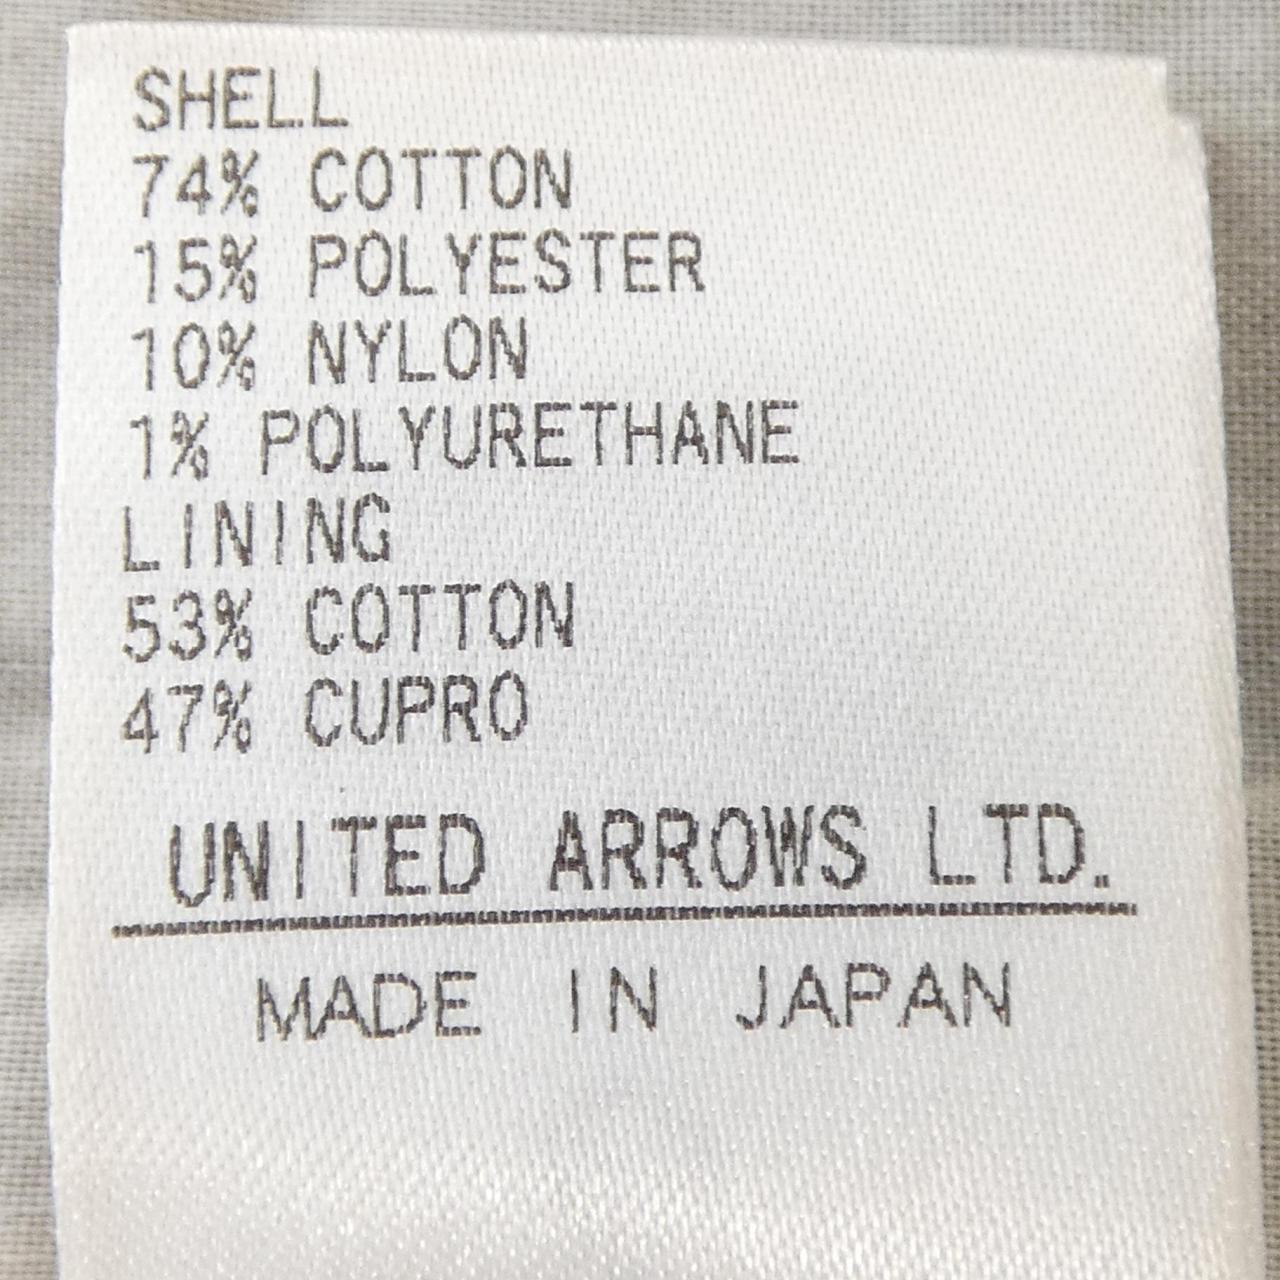 SHELL
74% COTTON
15% POLYESTER
10% NYLON
1% POLYURETHANE
LINING
53% COTTON
47% CUPRO
UNITED ARROWS LTD.
MADE IN JAPAN